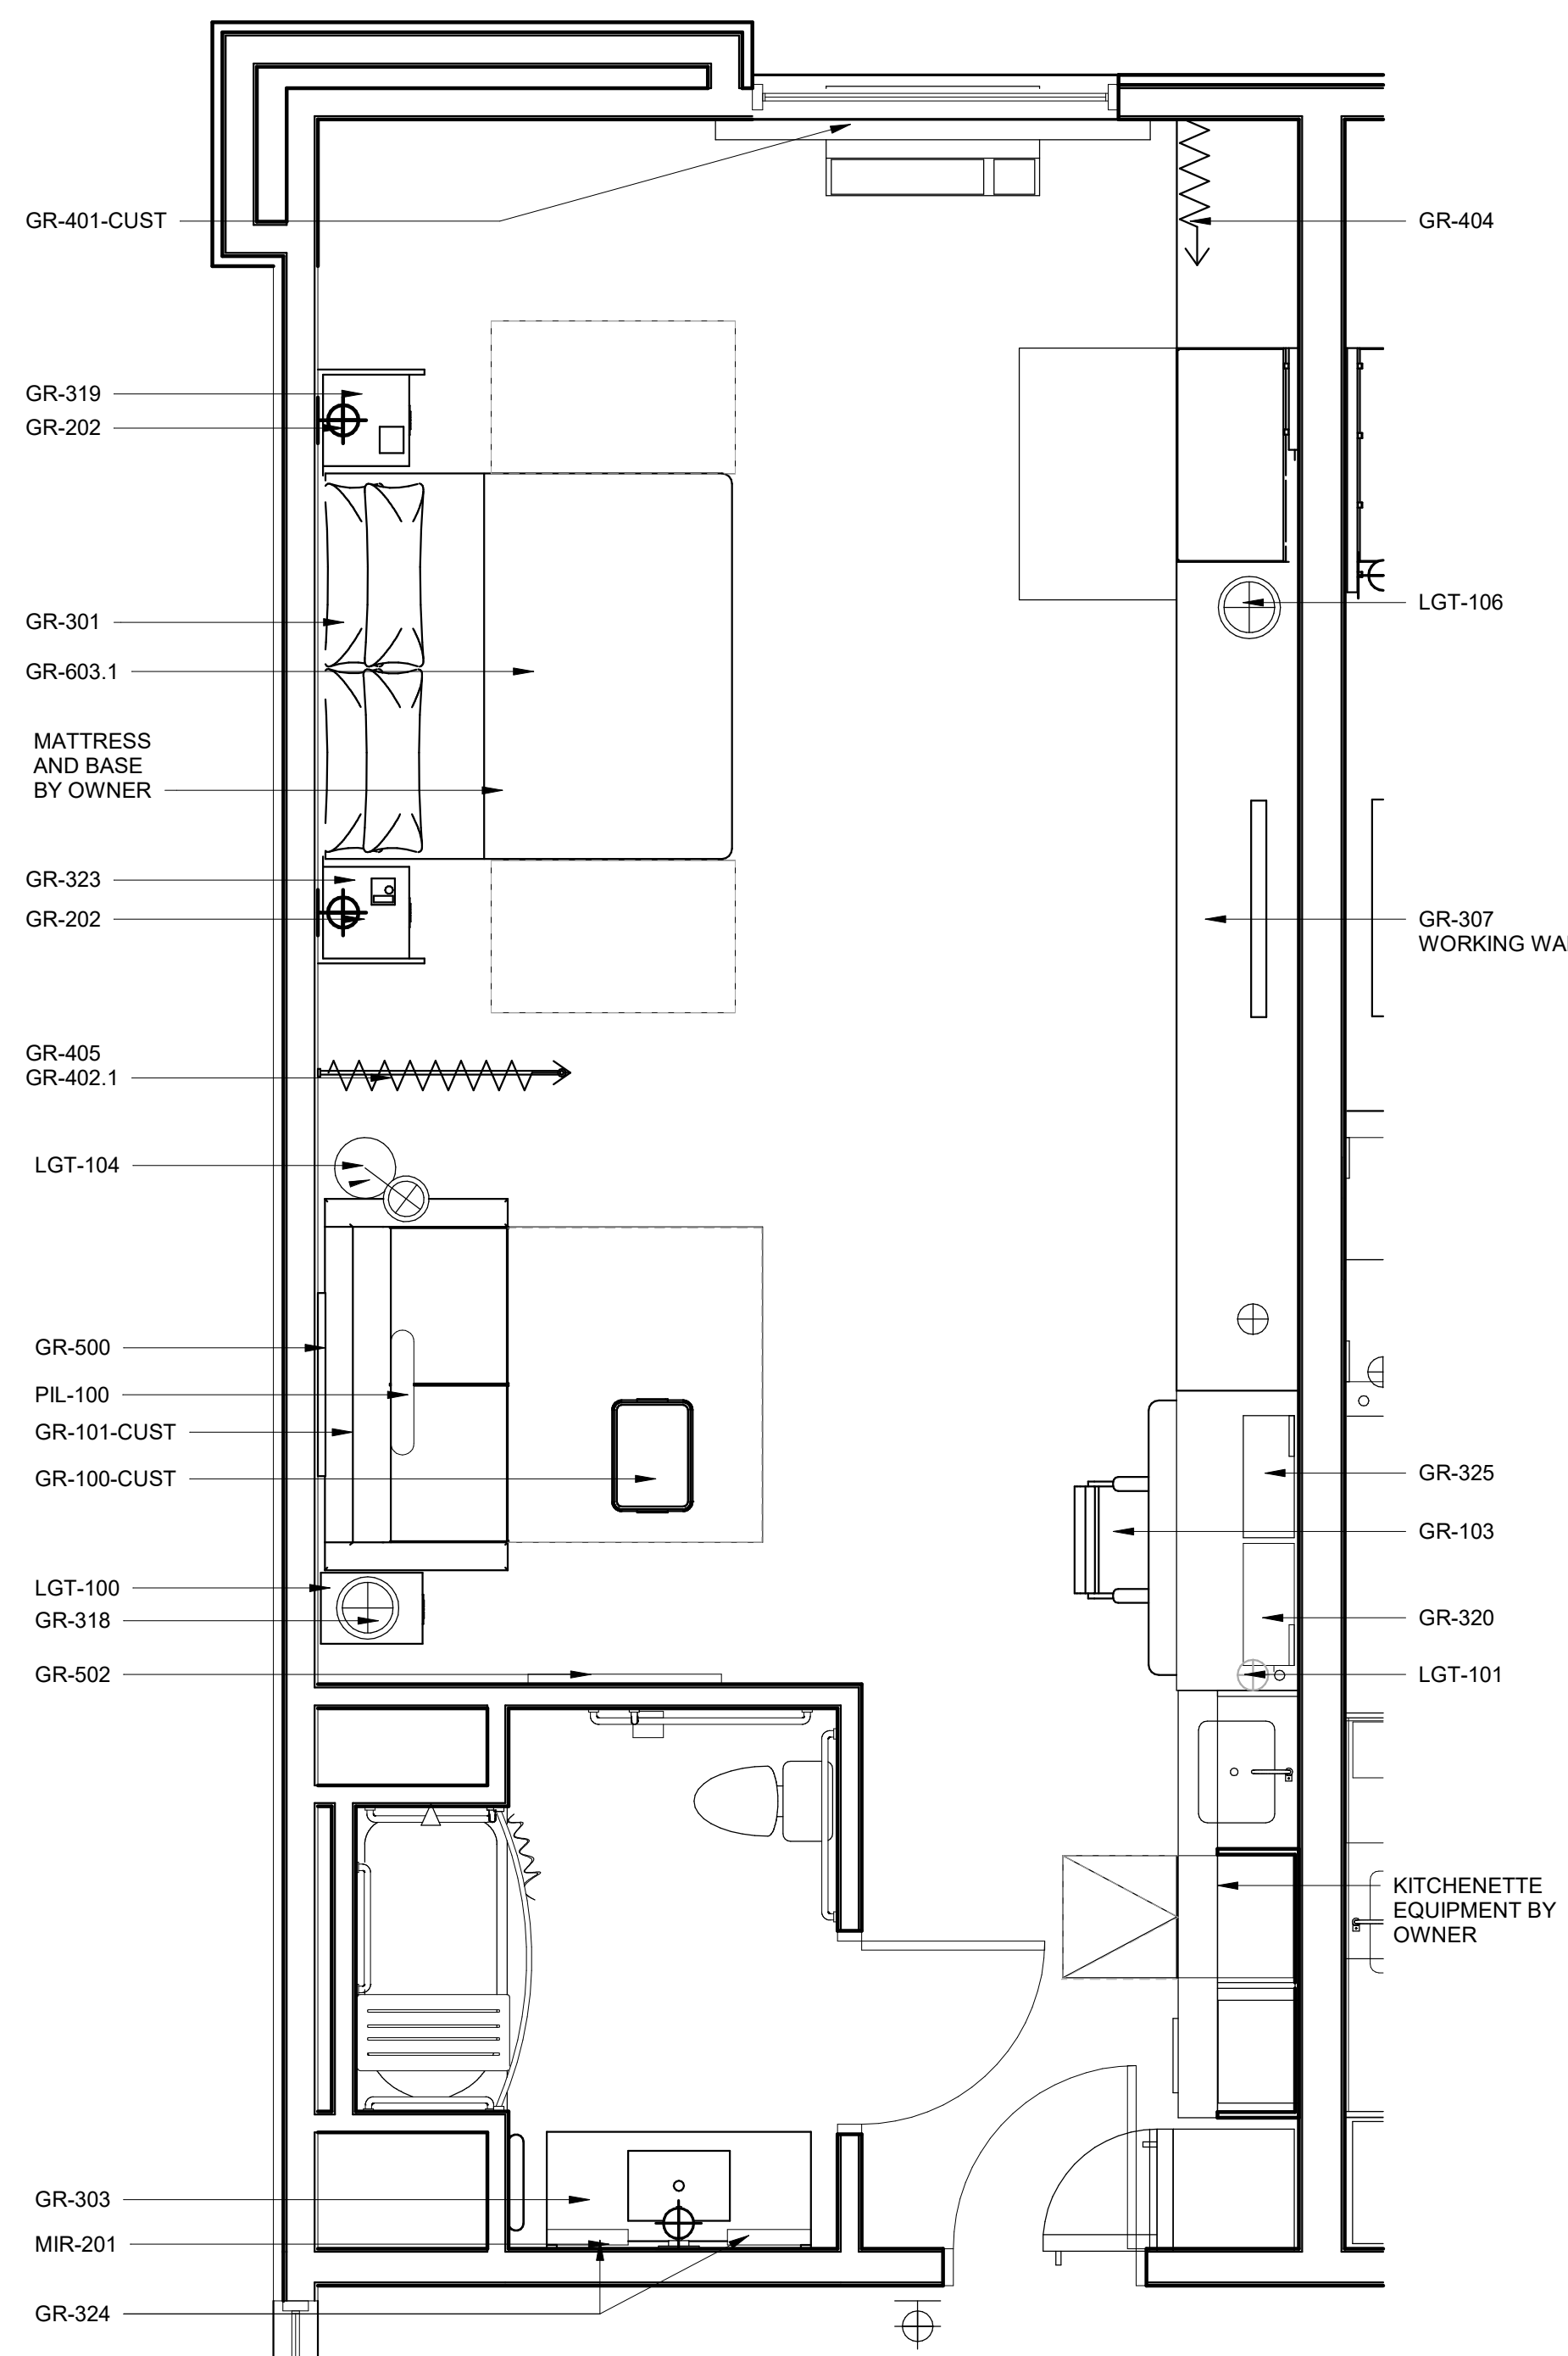 GR-401-CUST
GR-319
GR-202
GR-301
GR-603.1
MATTRESS
AND BASE
BY OWNER
GR-323
GR-202
GR-405
GR-402.1
LGT-104
GR-500
PIL-100
GR-101-CUST
GR-100-CUST
LGT-100
GR-318
GR-502
GR-303
MIR-201
GR-324
GR-404
LGT-106
GR-307
WORKING
GR-325
GR-103
GR-320
LGT-101
KITCHENETTE
EQUIPMENT BY
OWNER